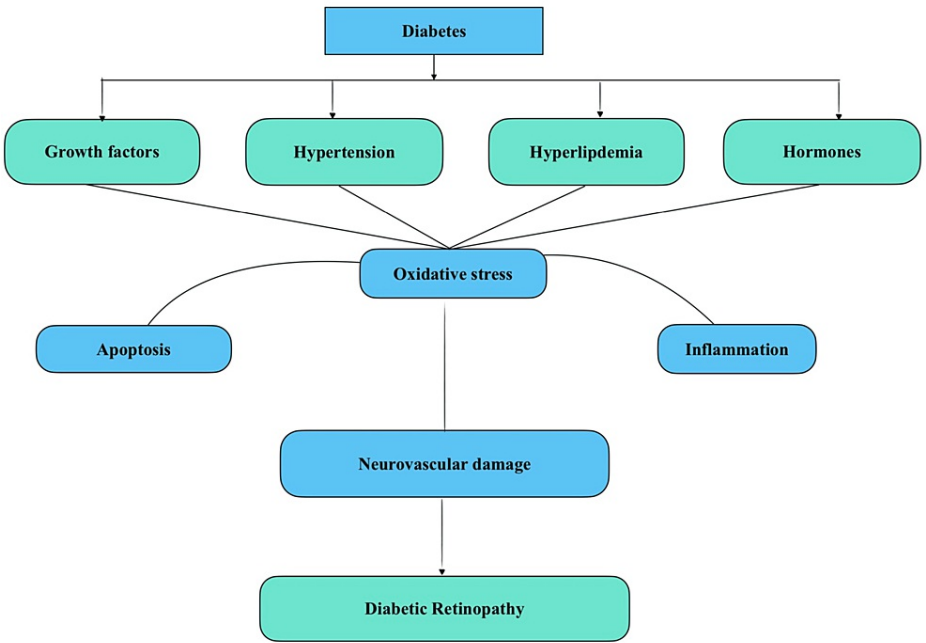 Diabetes
Growth factors
Hypertension
Hyperlipdemia
Hormones
Oxidative stress
Apoptosis
Inflammation
Neurovascular damage
Diabetic Retinopathy